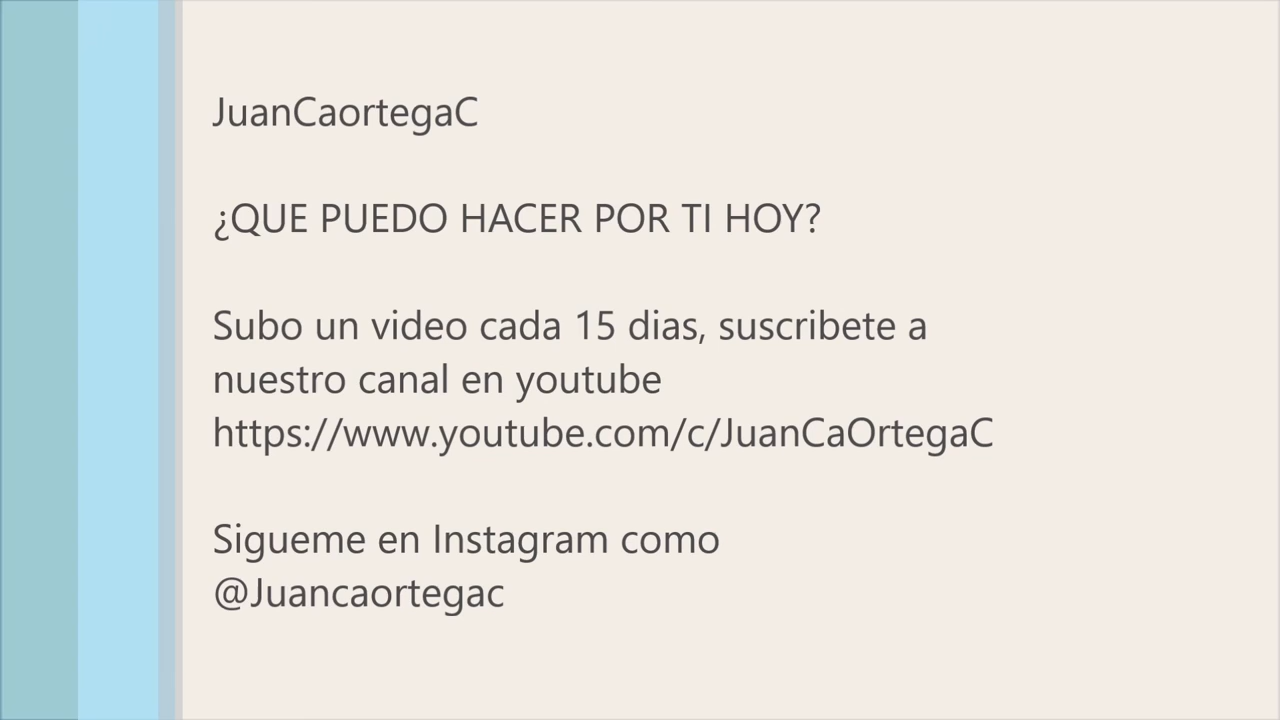 JuanCaortegaC
¿QUE PUEDO HACER POR TI HOY?
Subo un video cada 15 dias, suscribete a
nuestro canal en youtube
https://www.youtube.com/c/JuanCaOrtegaC
Sigueme en Instagram como
@Juancaortegac